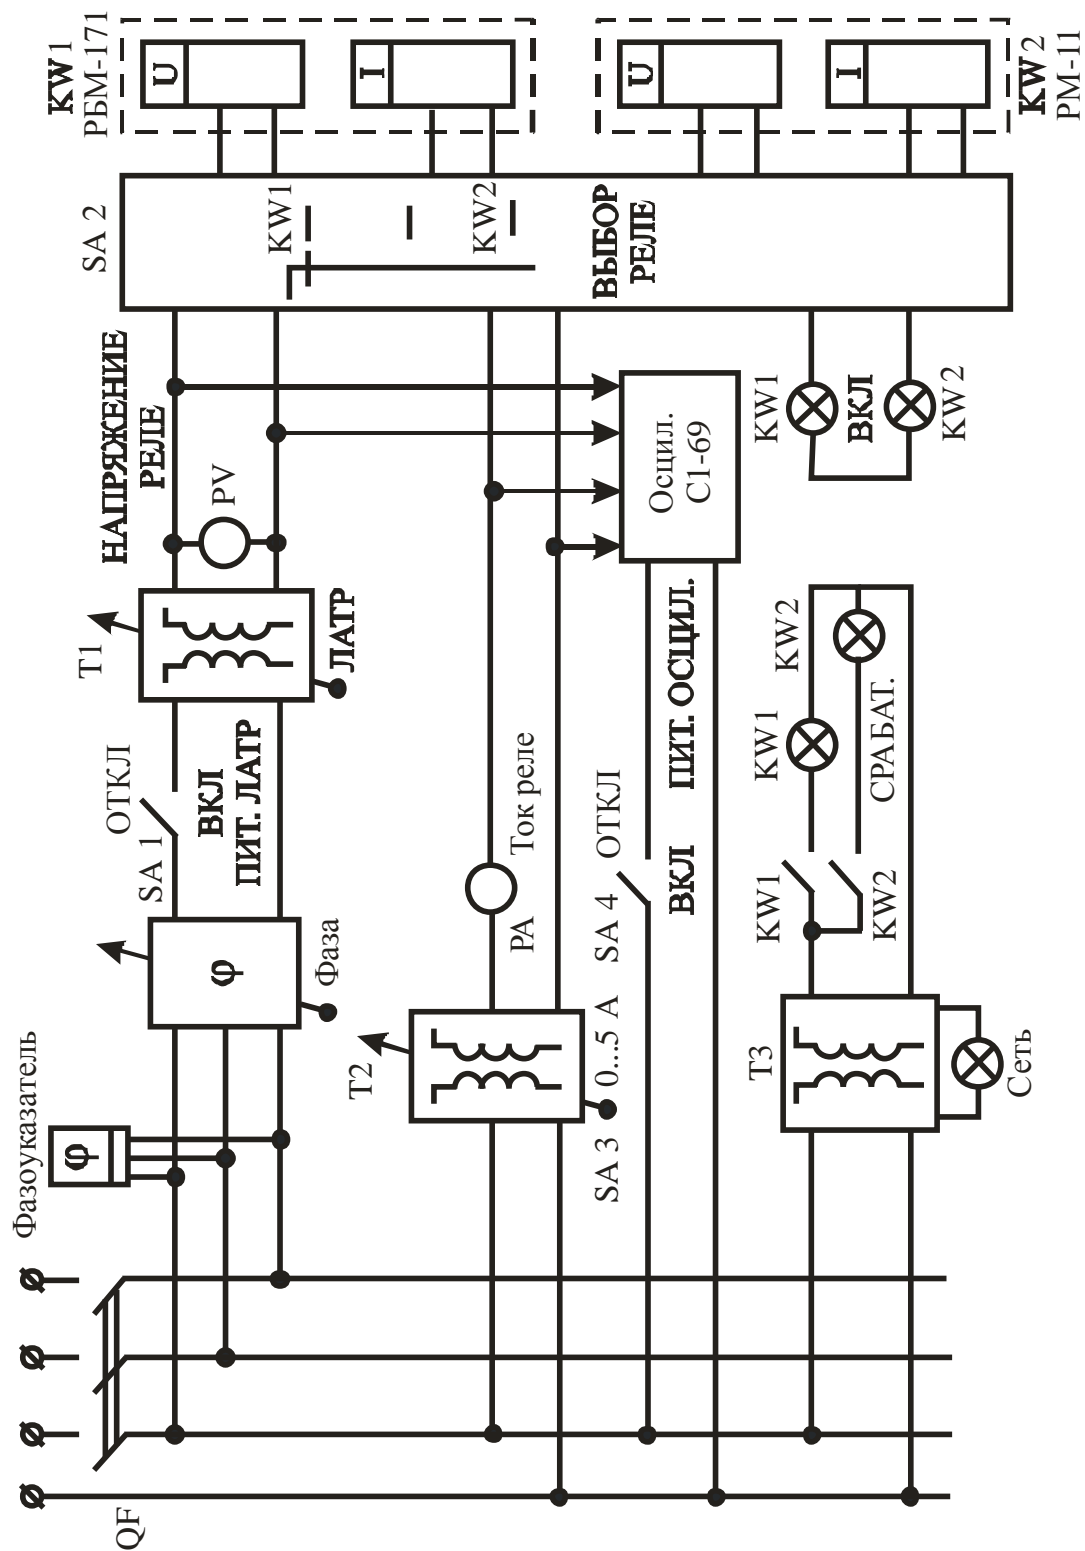 QF
Фазоуказатель
φ
φ
Фаза
SA 1
ОТКЛ
ВКЛ
ПИТ. ЛАТР
T1
ЛАТР
НАПРЯЖЕНИЕ
РЕЛЕ
PV
SA 2
KW1
KW2
ВЫБОР
РЕЛЕ
KW1
РБМ-171
U
I
U
I
KW2
РМ-11
T2
SA 3
0...5 А
PA
Ток реле
Осцил.
С1-69
SA 4
ОТКЛ
ВКЛ
ПИТ. ОСЦИЛ.
KW1
ВКЛ
KW2
T3
Сеть
KW1
KW2
KW1
KW2
СРАБАТ.